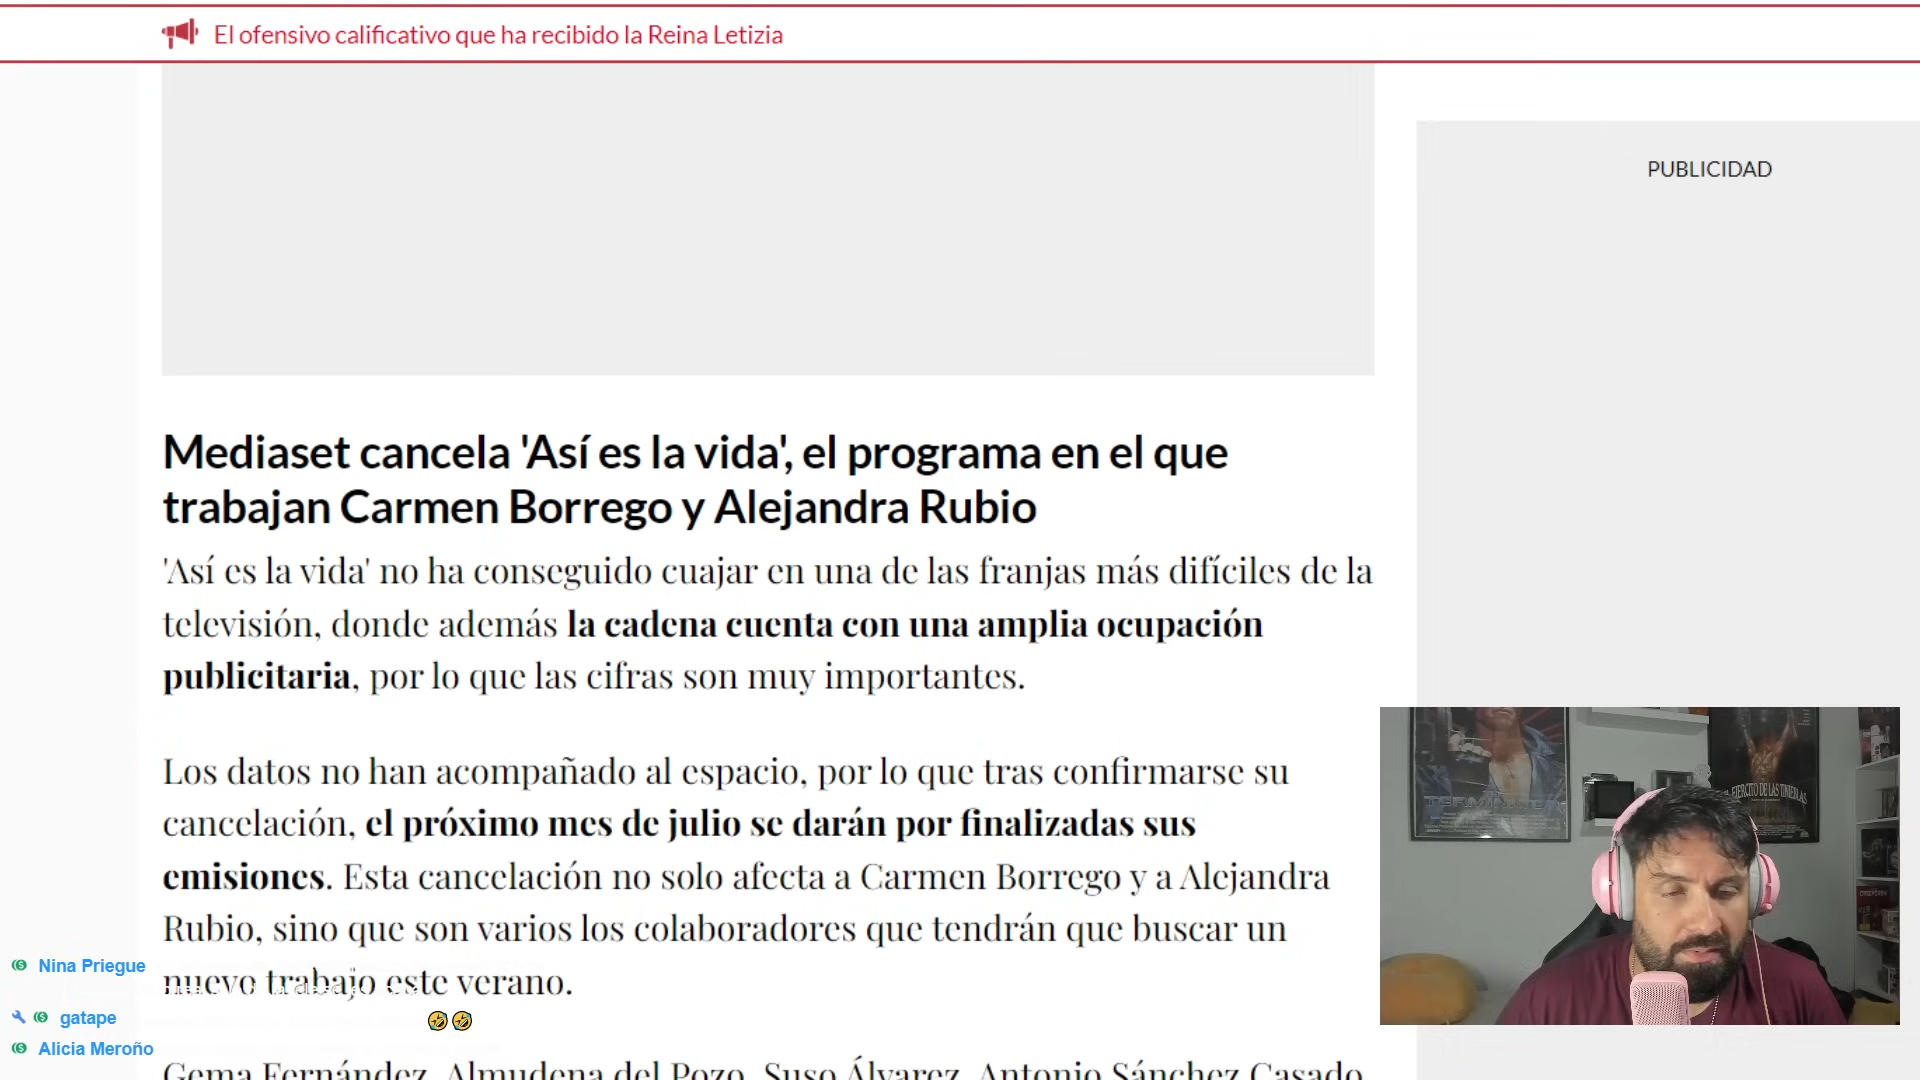 El ofensivo calificativo que ha recibido la Reina Letizia
PUBLICIDAD
Mediaset cancela 'Así es la vida', el programa en el que
trabajan Carmen Borrego y Alejandra Rubio
'Así es la vida' no ha conseguido cuajar en una de las franjas más difíciles de la
televisión, donde además la cadena cuenta con una amplia ocupación
publicitaria, por lo que las cifras son muy importantes.
Los datos no han acompañado al espacio, por lo que tras confirmarse su
cancelación, el próximo mes de julio se darán por finalizadas sus
emisiones. Esta cancelación no solo afecta a Carmen Borrego y a Alejandra
Rubio, sino que son varios los colaboradores que tendrán que buscar un
nuevo trabajo este verano.
Gema Fernández, Almudena del Pozo, Suso Álvarez, Antonio Sánchez Casado,
Nina Priegue
gatape
Alicia Meroño
TERMINATOR
EJERCITO DE LAS TINIEBLAS